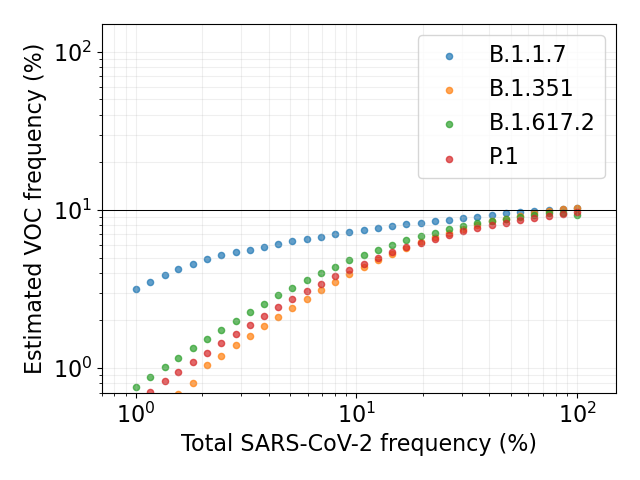 B.1.1.7
B.1.351
B.1.617.2
P.1
Estimated VOC frequency (%)
10²
10¹
10⁰
10⁰ 10¹ 10²
Total SARS-CoV-2 frequency (%)